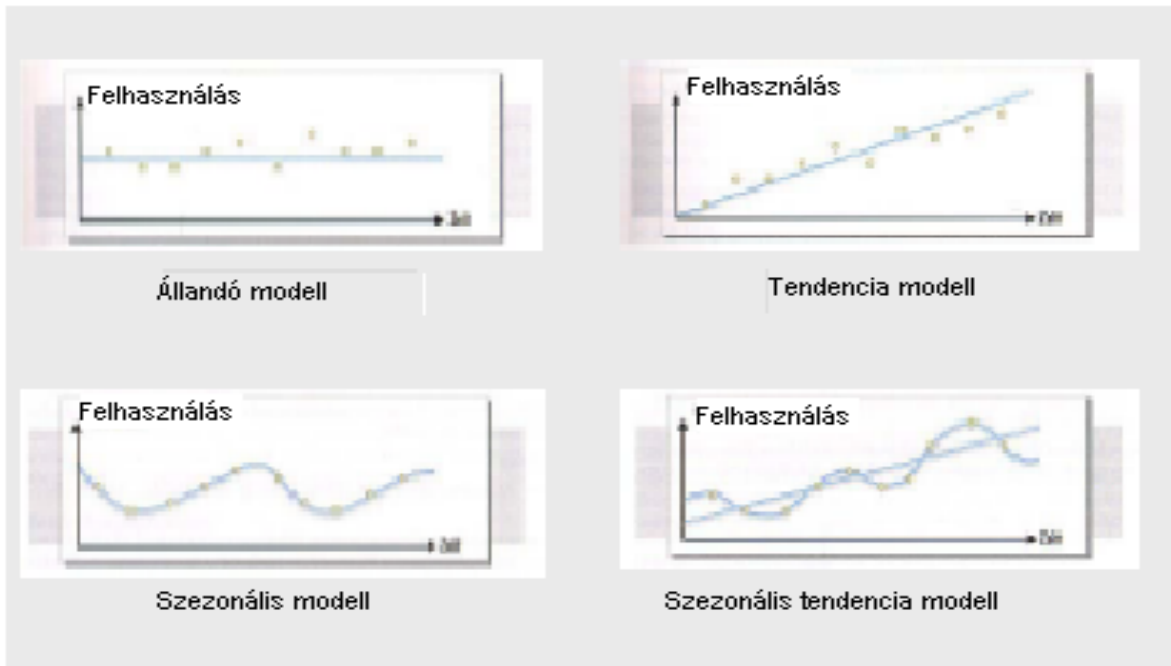 Felhasználás
Felhasználás
Állandó modell
Tendencia modell
Felhasználás
Felhasználás
Szezonális modell
Szezonális tendencia modell